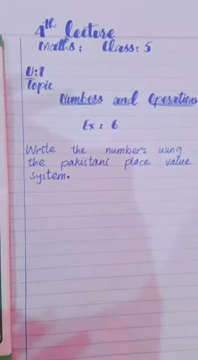 4th lecture
Maths: Class: 5
U:1
Topic
Numbers and Operations
Ex: 6
Write the numbers using
the pakistani place value
system.